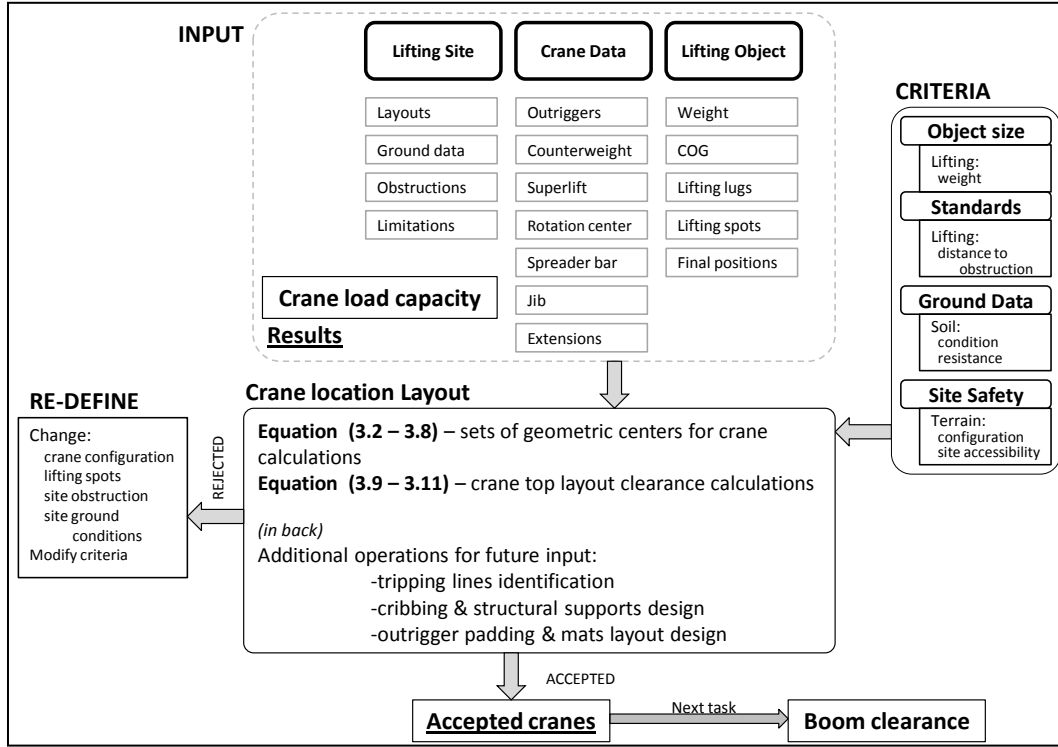 INPUT
Lifting Site
Crane Data
Lifting Object
Layouts
Ground data
Obstructions
Limitations
Outriggers
Counterweight
Superlift
Rotation center
Spreader bar
Jib
Extensions
Weight
COG
Lifting lugs
Lifting spots
Final positions
Crane load capacity
Results
CRITERIA
Object size
Lifting:
weight
Standards
Lifting:
distance to
obstruction
Ground Data
Soil:
condition
resistance
Site Safety
Terrain:
configuration
site accessibility
RE-DEFINE
Change:
crane configuration
lifting spots
site obstruction
site ground
conditions
Modify criteria
REJECTED
Crane location Layout
Equation (3.2 – 3.8) – sets of geometric centers for crane
calculations
Equation (3.9 – 3.11) – crane top layout clearance calculations
(in back)
Additional operations for future input:
-tripping lines identification
-cribbing & structural supports design
-outrigger padding & mats layout design
ACCEPTED
Accepted cranes
Next task
Boom clearance